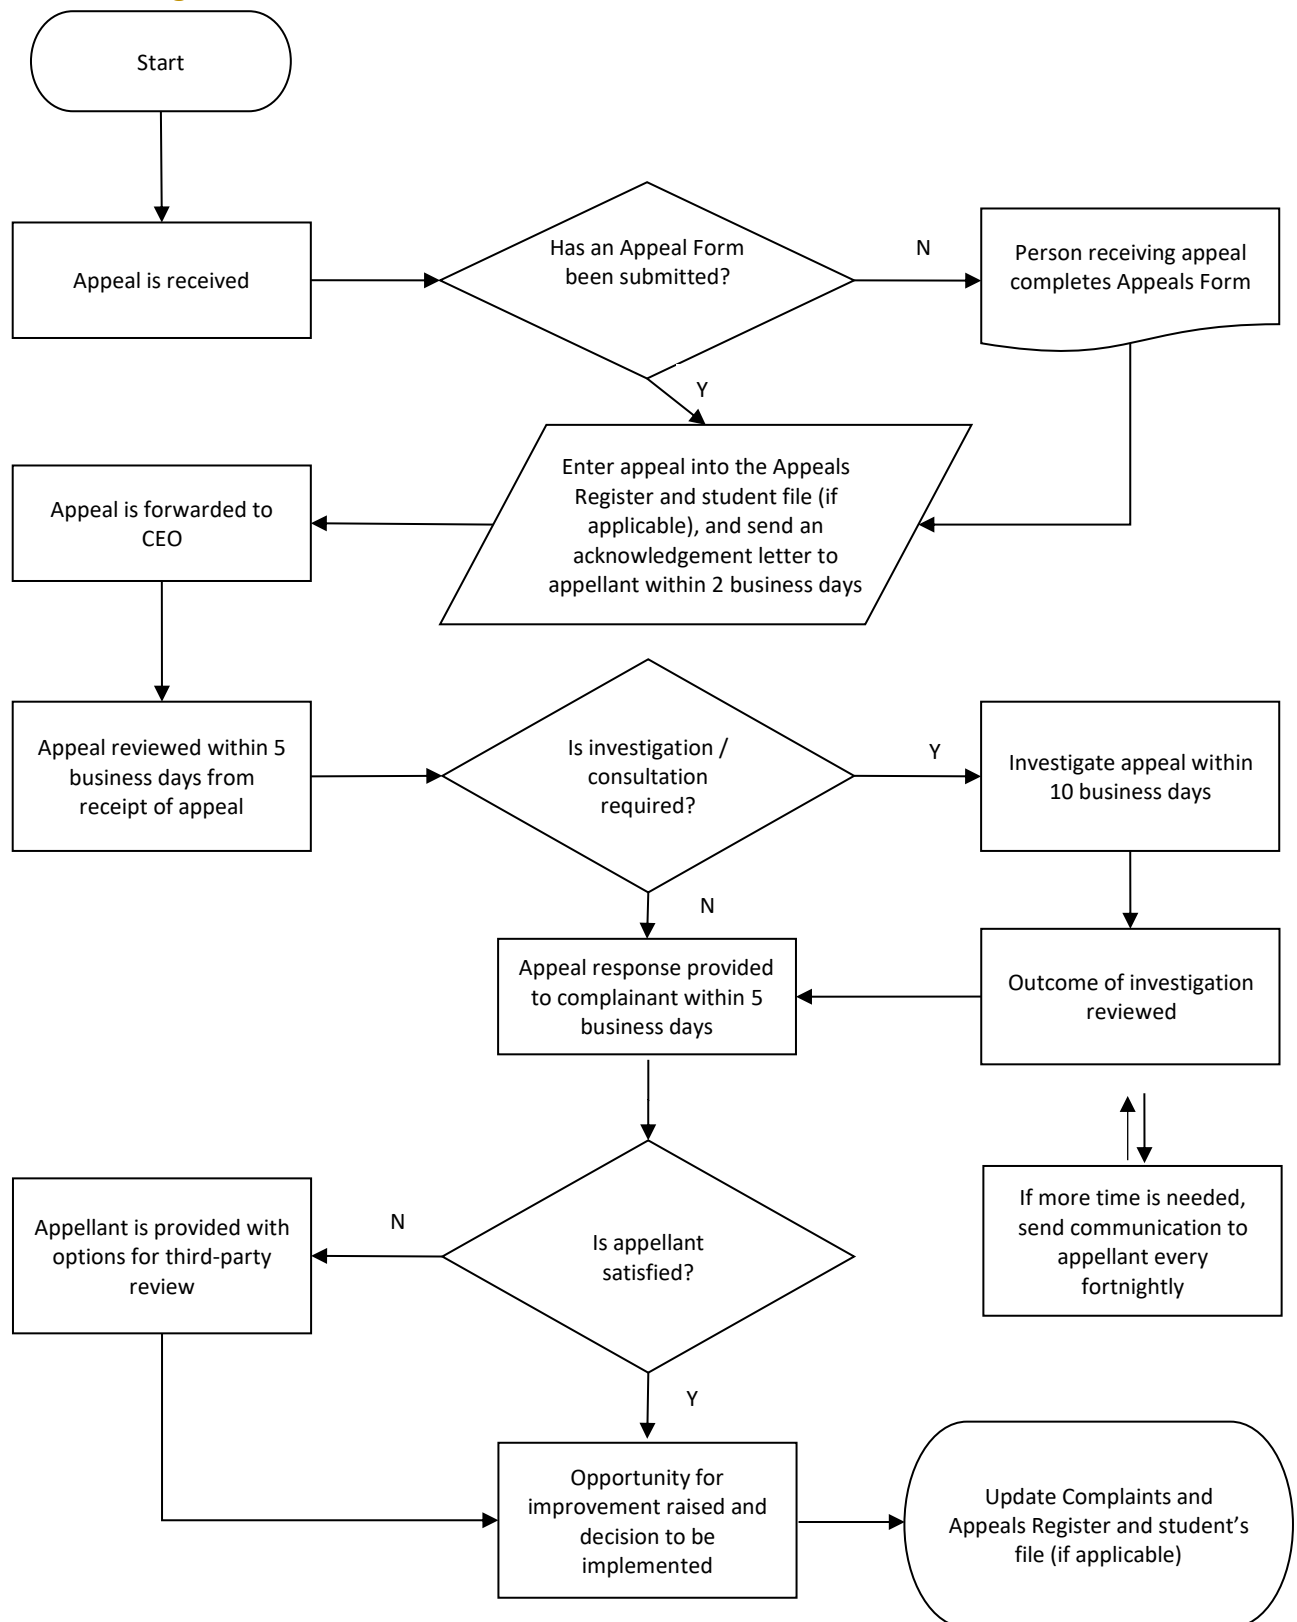 Start
Appeal is received
Has an Appeal Form
been submitted?
N
Person receiving appeal
completes Appeals Form
Y
Enter appeal into the Appeals
Register and student file (if
applicable), and send an
acknowledgement letter to
appellant within 2 business days
Appeal is forwarded to
CEO
Appeal reviewed within 5
business days from
receipt of appeal
Is investigation /
consultation
required?
Y
Investigate appeal within
10 business days
N
Appeal response provided
to complainant within 5
business days
Outcome of investigation
reviewed
If more time is needed,
send communication to
appellant every
fortnightly
Is appellant
satisfied?
N
Appellant is provided with
options for third-party
review
Y
Opportunity for
improvement raised and
decision to be
implemented
Update Complaints and
Appeals Register and student’s
file (if applicable)